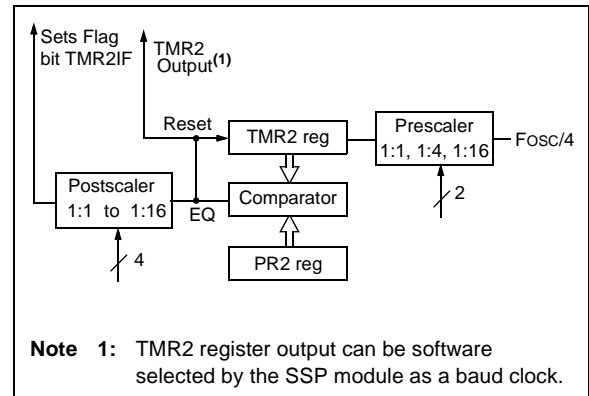 Sets Flag
bit TMR2IF
TMR2
Output(1)
Reset
TMR2 reg
Prescaler
1:1, 1:4, 1:16
FOSC/4
2
Postscaler
1:1 to 1:16
EQ
Comparator
4
PR2 reg
Note 1: TMR2 register output can be software
selected by the SSP module as a baud clock.